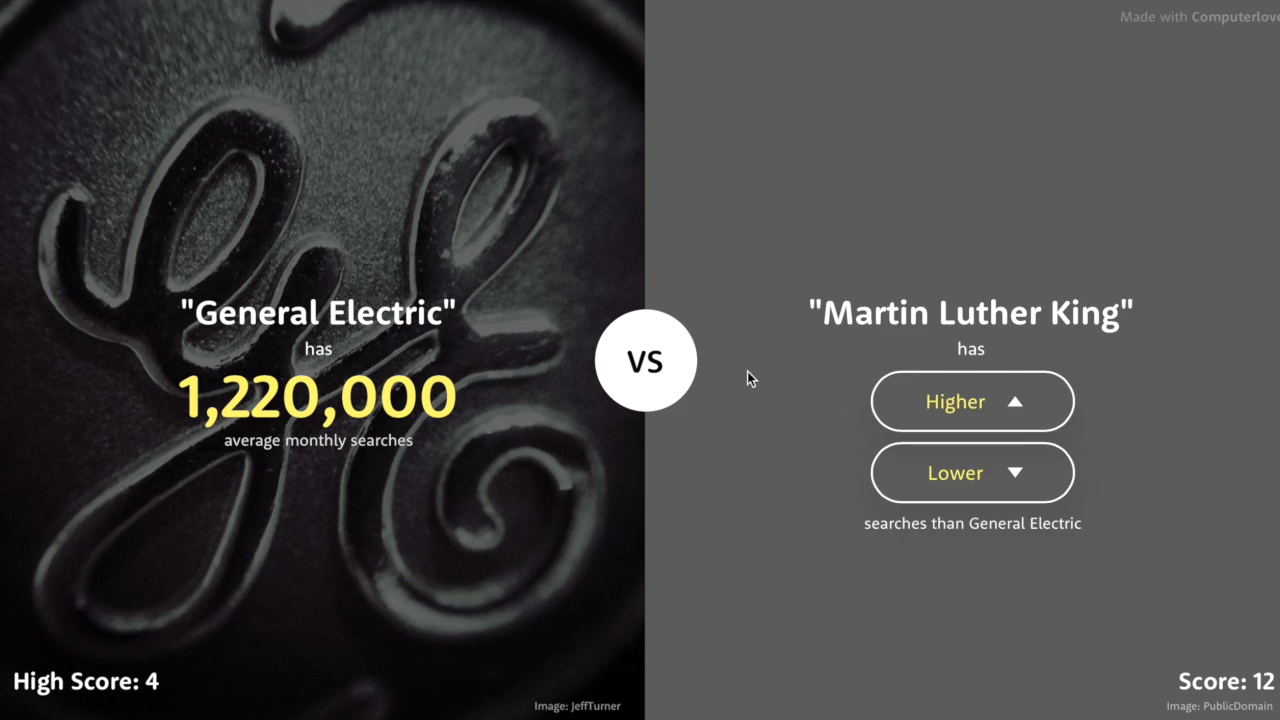 Made with Computerlove
"General Electric"
has
1,220,000
average monthly searches
VS
"Martin Luther King"
has
Higher
Lower
searches than General Electric
High Score: 4
Image: JeffTurner
Score: 12
Image: PublicDomain